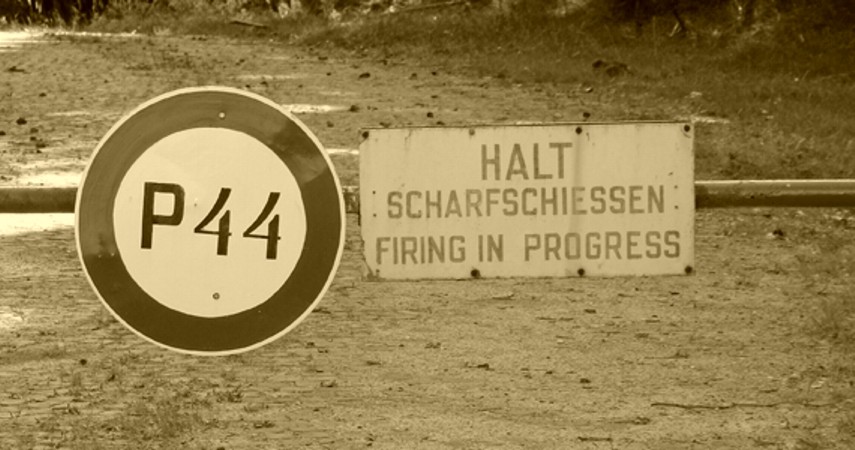 P44
HALT
SCHARFSCHIESSEN
FIRING IN PROGRESS